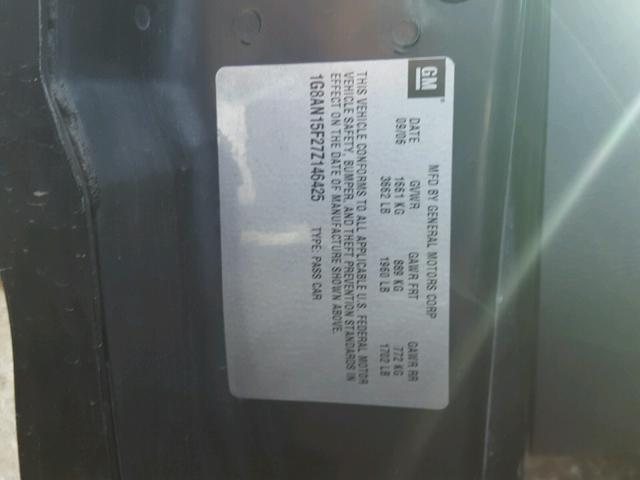 GM
MFD BY GENERAL MOTORS CORP
DATE GVWR GAWR FRT GAWR RR
09/06 1661 KG 889 KG 772 KG
3662 LB 1960 LB 1702 LB
THIS VEHICLE CONFORMS TO ALL APPLICABLE U.S. FEDERAL MOTOR
VEHICLE SAFETY, BUMPER, AND THEFT PREVENTION STANDARDS IN
EFFECT ON THE DATE OF MANUFACTURE SHOWN ABOVE.
1G8AN15F27Z146425 TYPE: PASS CAR